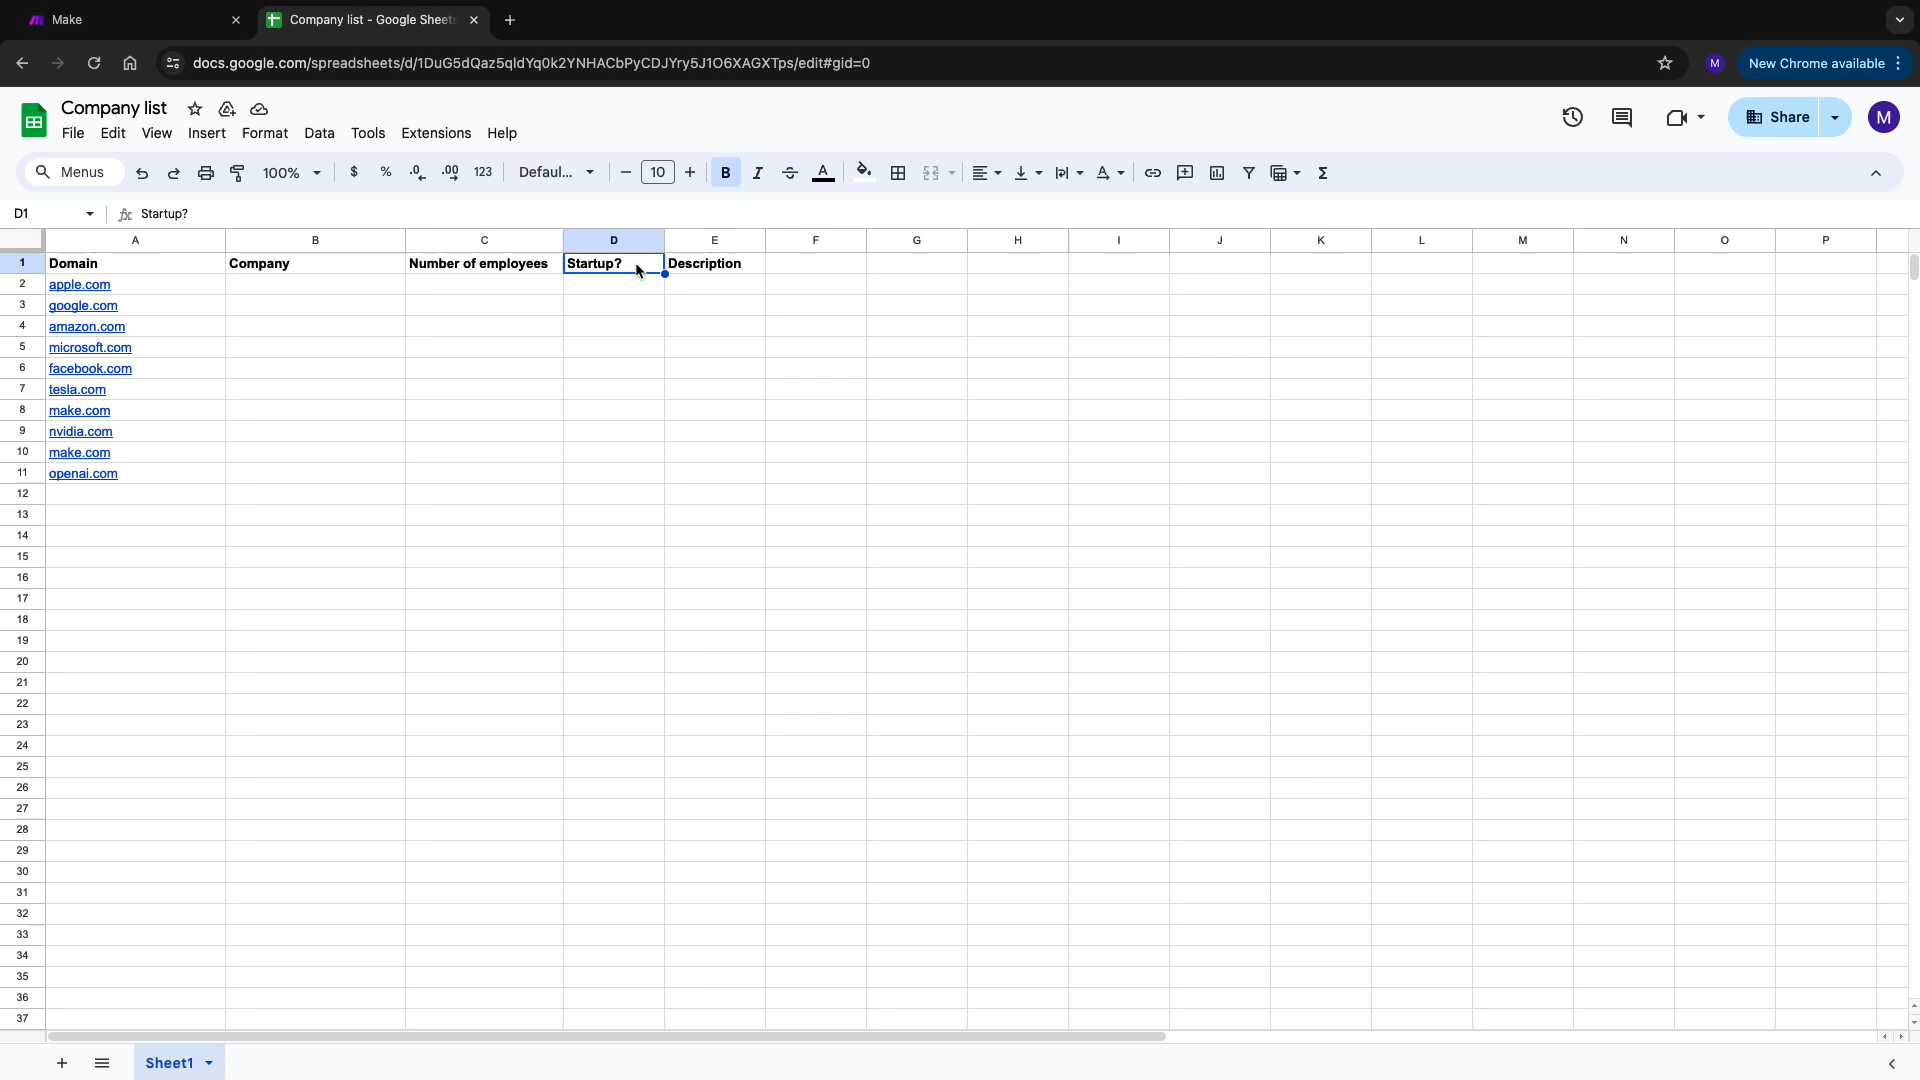 Make
Company list - Google Sheets
docs.google.com/spreadsheets/d/1DuG5dQaz5qldYq0k2YNHACbPyCDJYry5J1O6XAGXTps/edit#gid=0
M
New Chrome available
Company list
File Edit View Insert Format Data Tools Extensions Help
Share
M
Menus
100%
$ % .0 .00 123
Defaul...
10
B I A
D1
Startup?
A B C D E F G H I J K L M N O P
1 Domain Company Number of employees Startup? Description
2 apple.com
3 google.com
4 amazon.com
5 microsoft.com
6 facebook.com
7 tesla.com
8 make.com
9 nvidia.com
10 make.com
11 openai.com
12
13
14
15
16
17
18
19
20
21
22
23
24
25
26
27
28
29
30
31
32
33
34
35
36
37
Sheet1